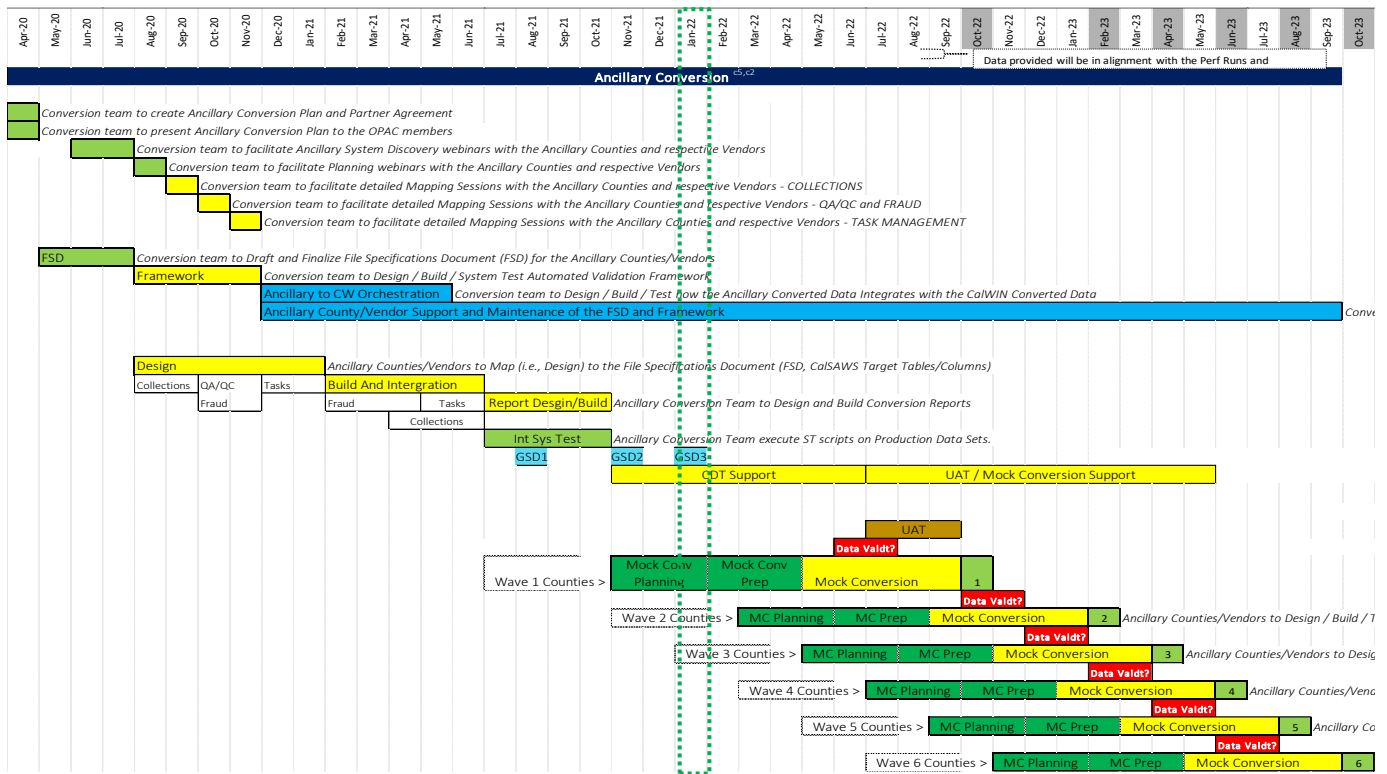 Apr-20 May-20 Jun-20 Jul-20 Aug-20 Sep-20 Oct-20 Nov-20 Dec-20 Jan-21 Feb-21 Mar-21 Apr-21 May-21 Jun-21 Jul-21 Aug-21 Sep-21 Oct-21 Nov-21 Dec-21 Jan-22 Feb-22 Mar-22 Apr-22 May-22 Jun-22 Jul-22 Aug-22 Sep-22 Oct-22 Nov-22 Dec-22 Jan-23 Feb-23 Mar-23 Apr-23 May-23 Jun-23 Jul-23 Aug-23 Sep-23 Oct-23
Data provided will be in alignment with the Perf Runs and
Ancillary Conversion c5,c2
Conversion team to create Ancillary Conversion Plan and Partner Agreement
Conversion team to present Ancillary Conversion Plan to the OPAC members
Conversion team to facilitate Ancillary System Discovery webinars with the Ancillary Counties and respective Vendors
Conversion team to facilitate Planning webinars with the Ancillary Counties and respective Vendors
Conversion team to facilitate detailed Mapping Sessions with the Ancillary Counties and respective Vendors - COLLECTIONS
Conversion team to facilitate detailed Mapping Sessions with the Ancillary Counties and respective Vendors - QA/QC and FRAUD
Conversion team to facilitate detailed Mapping Sessions with the Ancillary Counties and respective Vendors - TASK MANAGEMENT
FSD Conversion team to Draft and Finalize File Specifications Document (FSD) for the Ancillary Counties/Vendors
Framework Conversion team to Design / Build / System Test Automated Validation Framework
Ancillary to CW Orchestration Conversion team to Design / Build / Test how the Ancillary Converted Data Integrates with the CalWIN Converted Data
Ancillary County/Vendor Support and Maintenance of the FSD and Framework Conve
Design Ancillary Counties/Vendors to Map (i.e., Design) to the File Specifications Document (FSD, CalSAWS Target Tables/Columns)
Collections QA/QC Tasks Build And Intergration
Fraud Fraud Tasks Report Desgin/Build Ancillary Conversion Team to Design and Build Conversion Reports
Collections
Int Sys Test Ancillary Conversion Team execute ST scripts on Production Data Sets.
GSD1 GSD2 GSD3
CDT Support UAT / Mock Conversion Support
UAT
Data Valdt?
Wave 1 Counties > Mock Conv Planning Mock Conv Prep Mock Conversion 1
Data Valdt?
Wave 2 Counties > MC Planning MC Prep Mock Conversion 2 Ancillary Counties/Vendors to Design / Build / T
Data Valdt?
Wave 3 Counties > MC Planning MC Prep Mock Conversion 3 Ancillary Counties/Vendors to Desig
Data Valdt?
Wave 4 Counties > MC Planning MC Prep Mock Conversion 4 Ancillary Counties/Vend
Data Valdt?
Wave 5 Counties > MC Planning MC Prep Mock Conversion 5 Ancillary Co
Data Valdt?
Wave 6 Counties > MC Planning MC Prep Mock Conversion 6